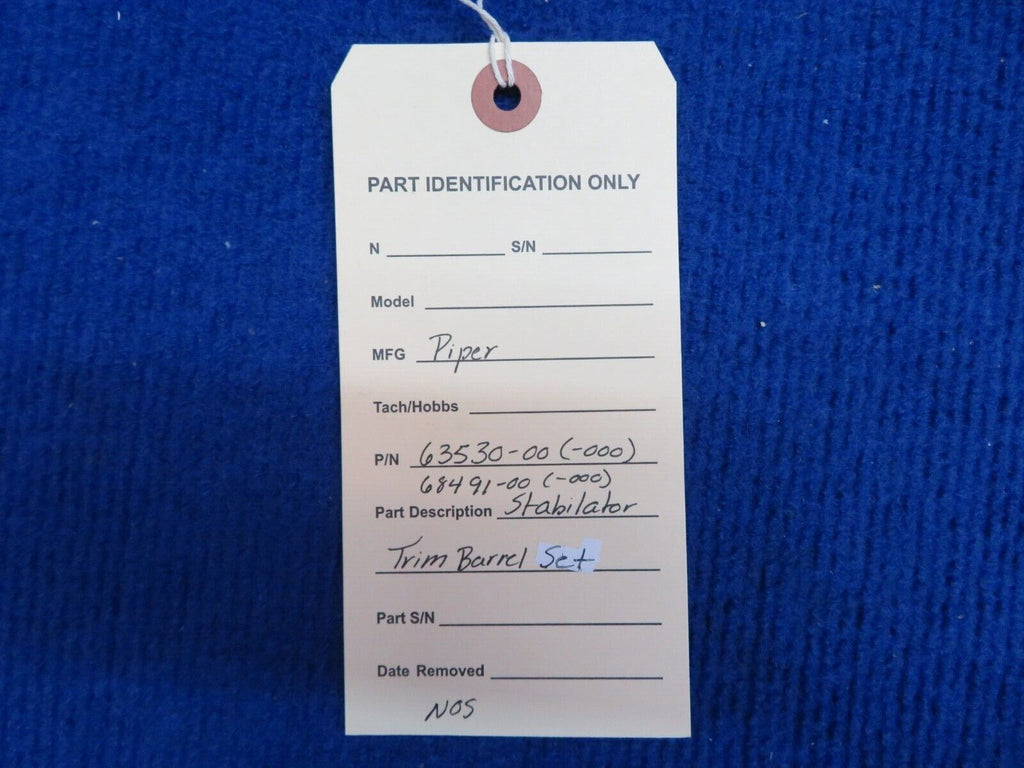 PART IDENTIFICATION ONLY
N S/N
Model
MFG Piper
Tach/Hobbs
P/N 63530-00 (-000)
68491-00 (-000)
Part Description Stabilator
Trim Barrel Set
Part S/N
Date Removed
NOS